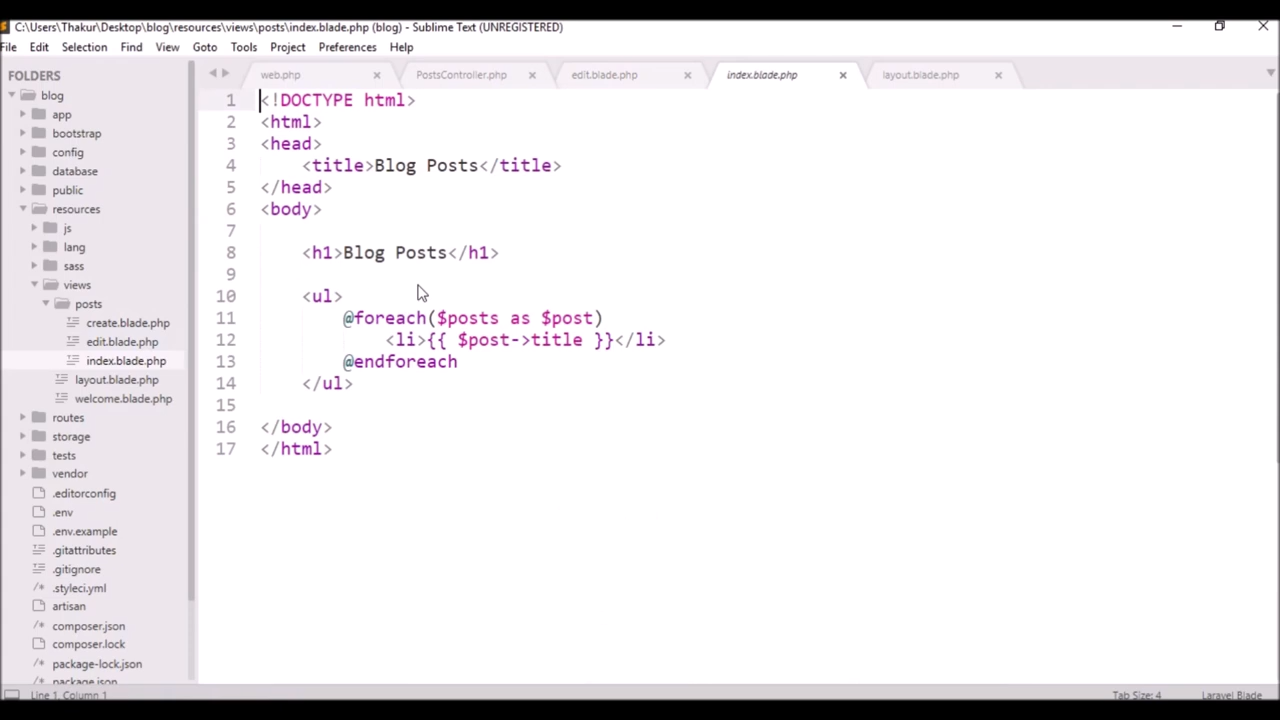 C:\Users\Thakur\Desktop\blog\resources\views\posts\index.blade.php (blog) - Sublime Text (UNREGISTERED)
File Edit Selection Find View Goto Tools Project Preferences Help
FOLDERS
blog
app
bootstrap
config
database
public
resources
js
lang
sass
views
posts
create.blade.php
edit.blade.php
index.blade.php
layout.blade.php
welcome.blade.php
routes
storage
tests
vendor
.editorconfig
.env
.env.example
.gitattributes
.gitignore
.styleci.yml
artisan
composer.json
composer.lock
package-lock.json
package.json
web.php PostsController.php edit.blade.php index.blade.php layout.blade.php
1 <!DOCTYPE html>
2 <html>
3 <head>
4 <title>Blog Posts</title>
5 </head>
6 <body>
7
8 <h1>Blog Posts</h1>
9
10 <ul>
11 @foreach($posts as $post)
12 <li>{{ $post->title }}</li>
13 @endforeach
14 </ul>
15
16 </body>
17 </html>
Line 1, Column 1 Tab Size: 4 Laravel Blade